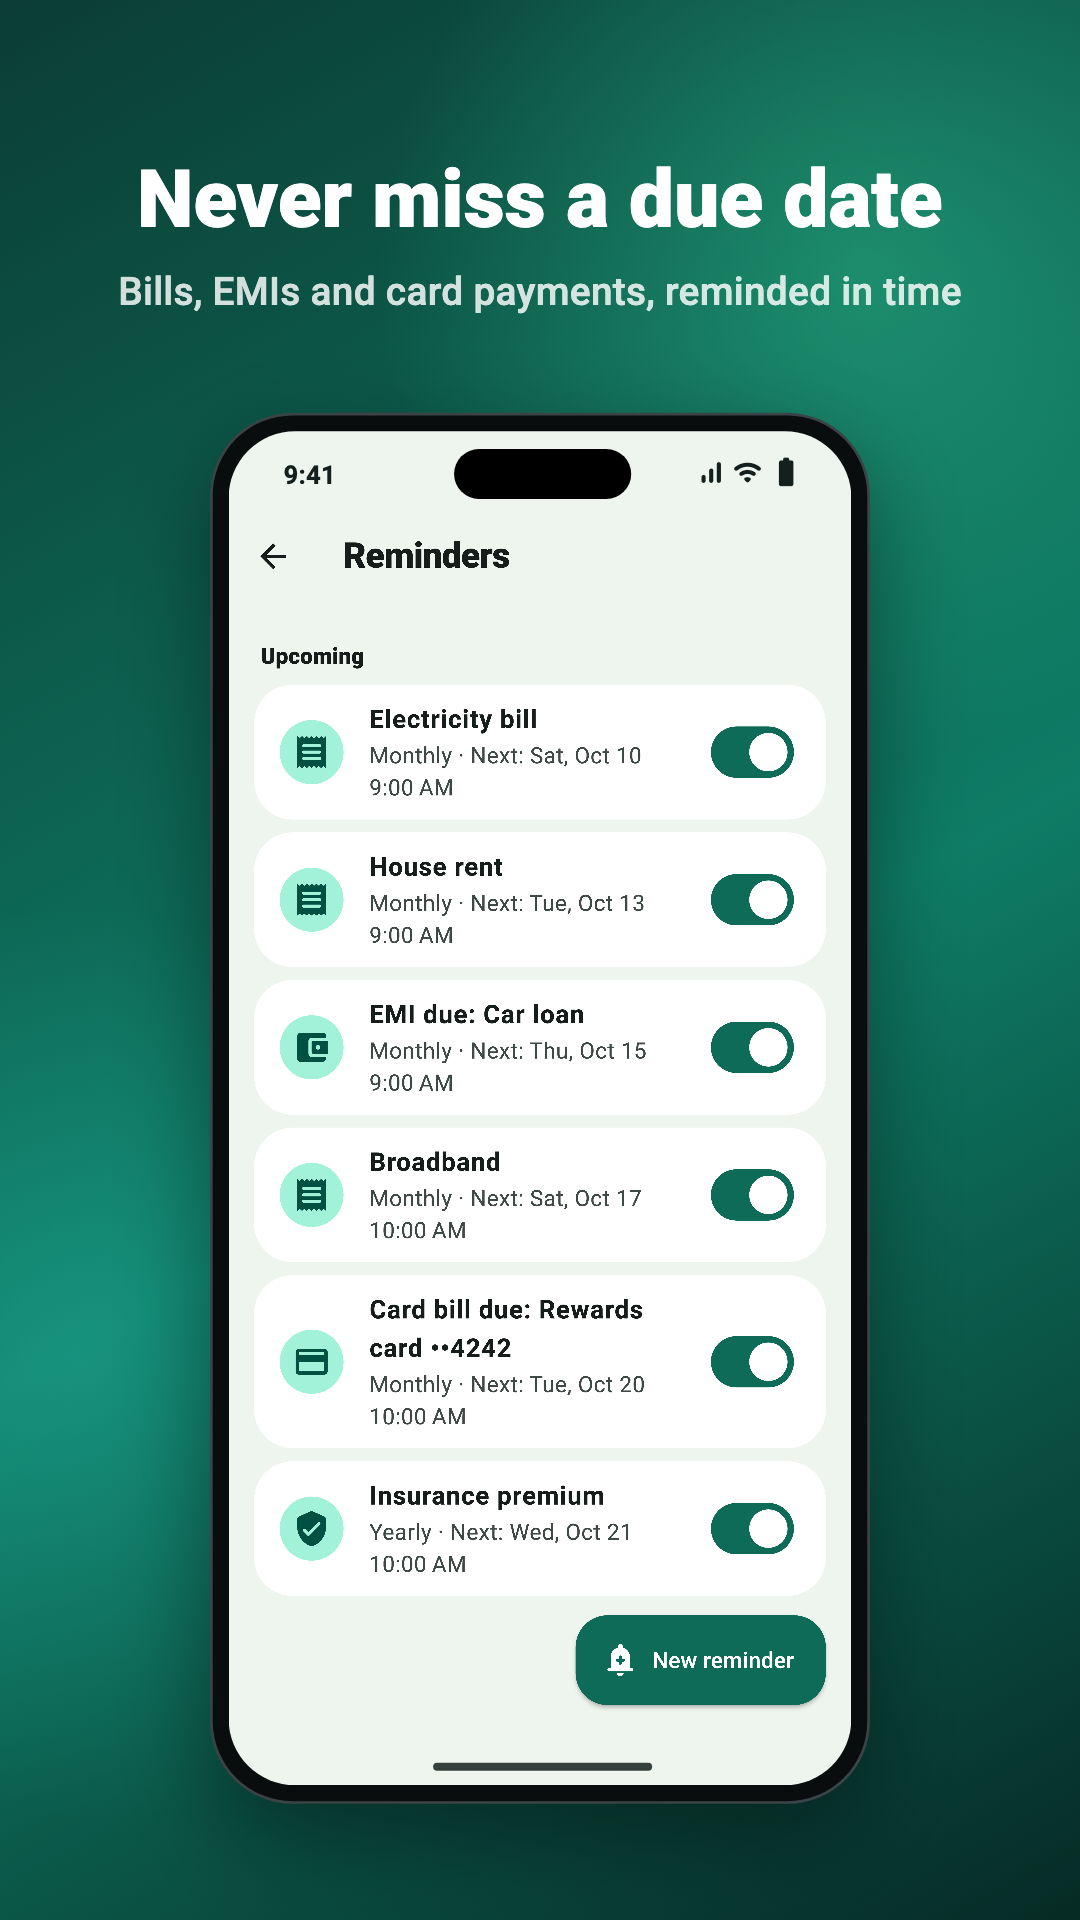 Never miss a due date
Bills, EMIs and card payments, reminded in time
9:41
Reminders
Upcoming
Electricity bill
Monthly · Next: Sat, Oct 10
9:00 AM
House rent
Monthly · Next: Tue, Oct 13
9:00 AM
EMI due: Car loan
Monthly · Next: Thu, Oct 15
9:00 AM
Broadband
Monthly · Next: Sat, Oct 17
10:00 AM
Card bill due: Rewards
card ••4242
Monthly · Next: Tue, Oct 20
10:00 AM
Insurance premium
Yearly · Next: Wed, Oct 21
10:00 AM
New reminder